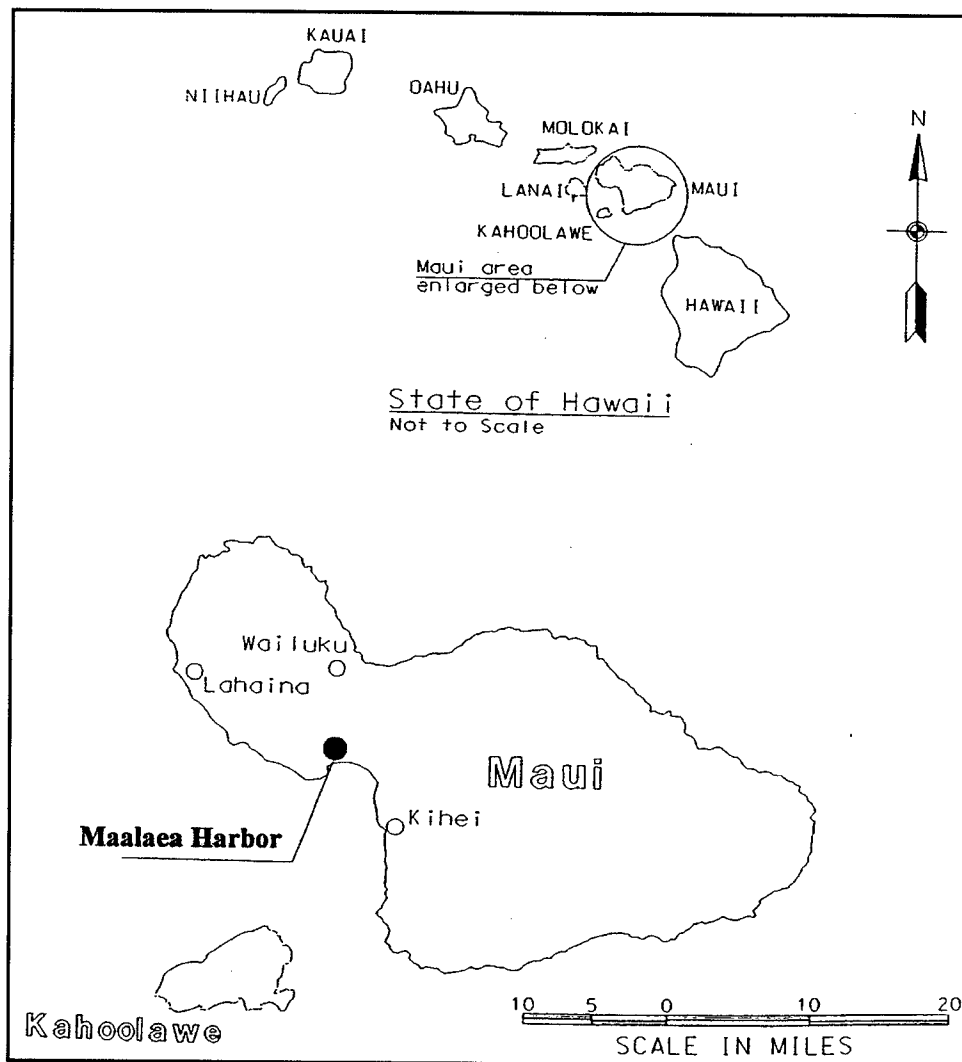 KAUAI
NIIHAU
OAHU
MOLOKAI
LANAI
MAUI
KAHOOLAWE
N
Maui area
enlarged below
HAWAII
State of Hawaii
Not to Scale
Wailuku
Lahaina
Maui
Kihei
Maalaea Harbor
Kahoolawe
10 5 0 10 20
SCALE IN MILES